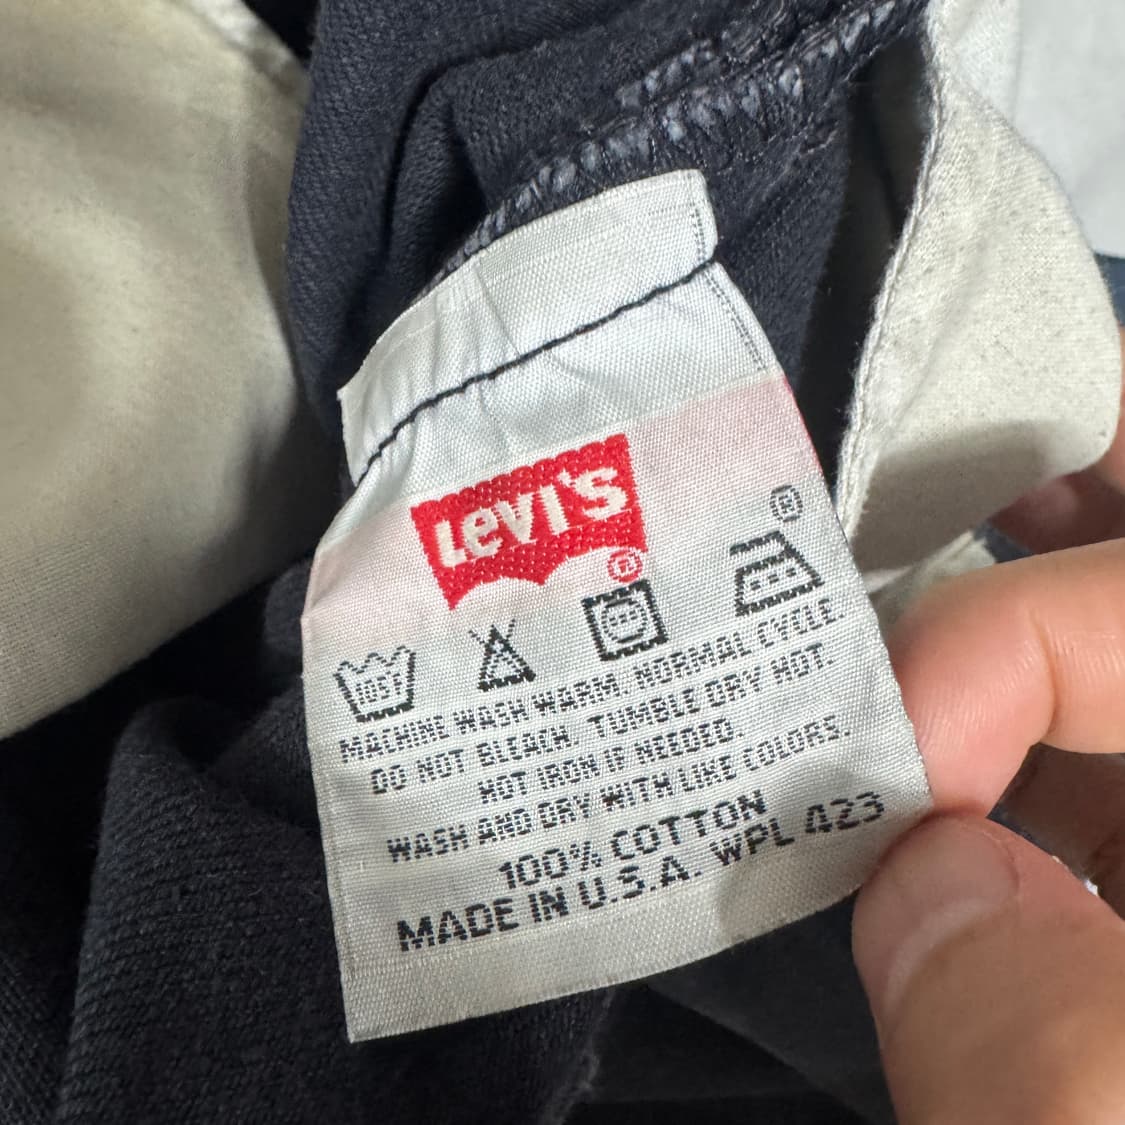 Levi's
®
®
105F
MACHINE WASH WARM. NORMAL CYCLE.
DO NOT BLEACH. TUMBLE DRY HOT.
HOT IRON IF NEEDED.
WASH AND DRY WITH LIKE COLORS.
100% COTTON
MADE IN U.S.A. WPL 423